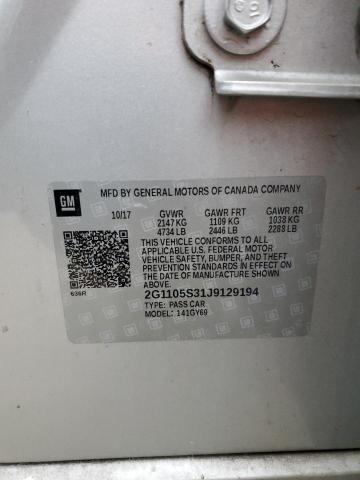 GM
MFD BY GENERAL MOTORS OF CANADA COMPANY
10/17 GVWR GAWR FRT GAWR RR
2147 KG 1109 KG 1038 KG
4734 LB 2446 LB 2288 LB
THIS VEHICLE CONFORMS TO ALL
APPLICABLE U.S. FEDERAL MOTOR
VEHICLE SAFETY, BUMPER, AND THEFT
PREVENTION STANDARDS IN EFFECT ON THE
DATE OF MANUFACTURE SHOWN
ABOVE.
636R
2G1105S31J9129194
TYPE: PASS CAR
MODEL: 141GY69